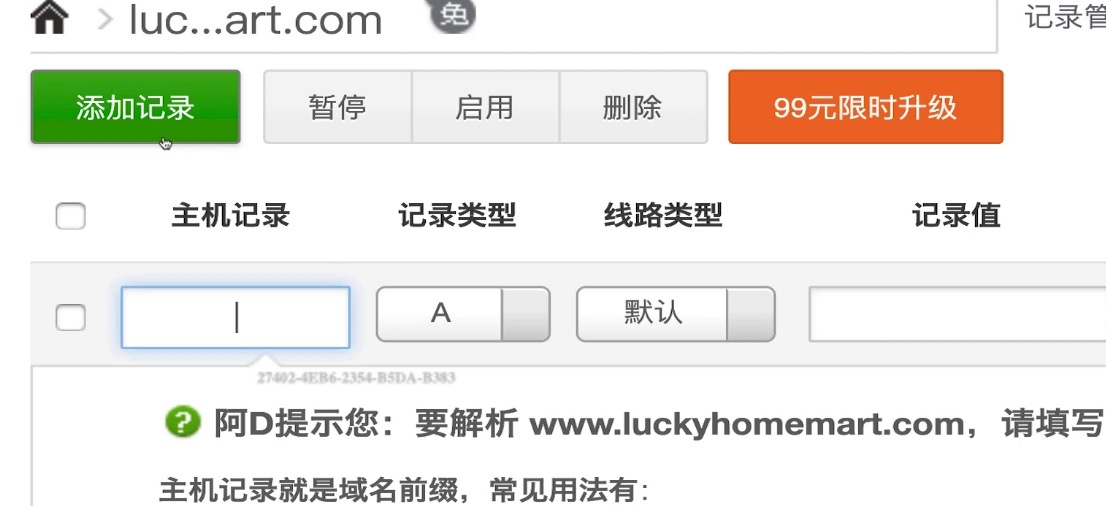 luc...art.com 免
记录管
添加记录 暂停 启用 删除 99元限时升级
主机记录 记录类型 线路类型 记录值
A 默认
27402-4EB6-2354-B5DA-B383
阿D提示您：要解析 www.luckyhomemart.com，请填写
主机记录就是域名前缀，常见用法有：